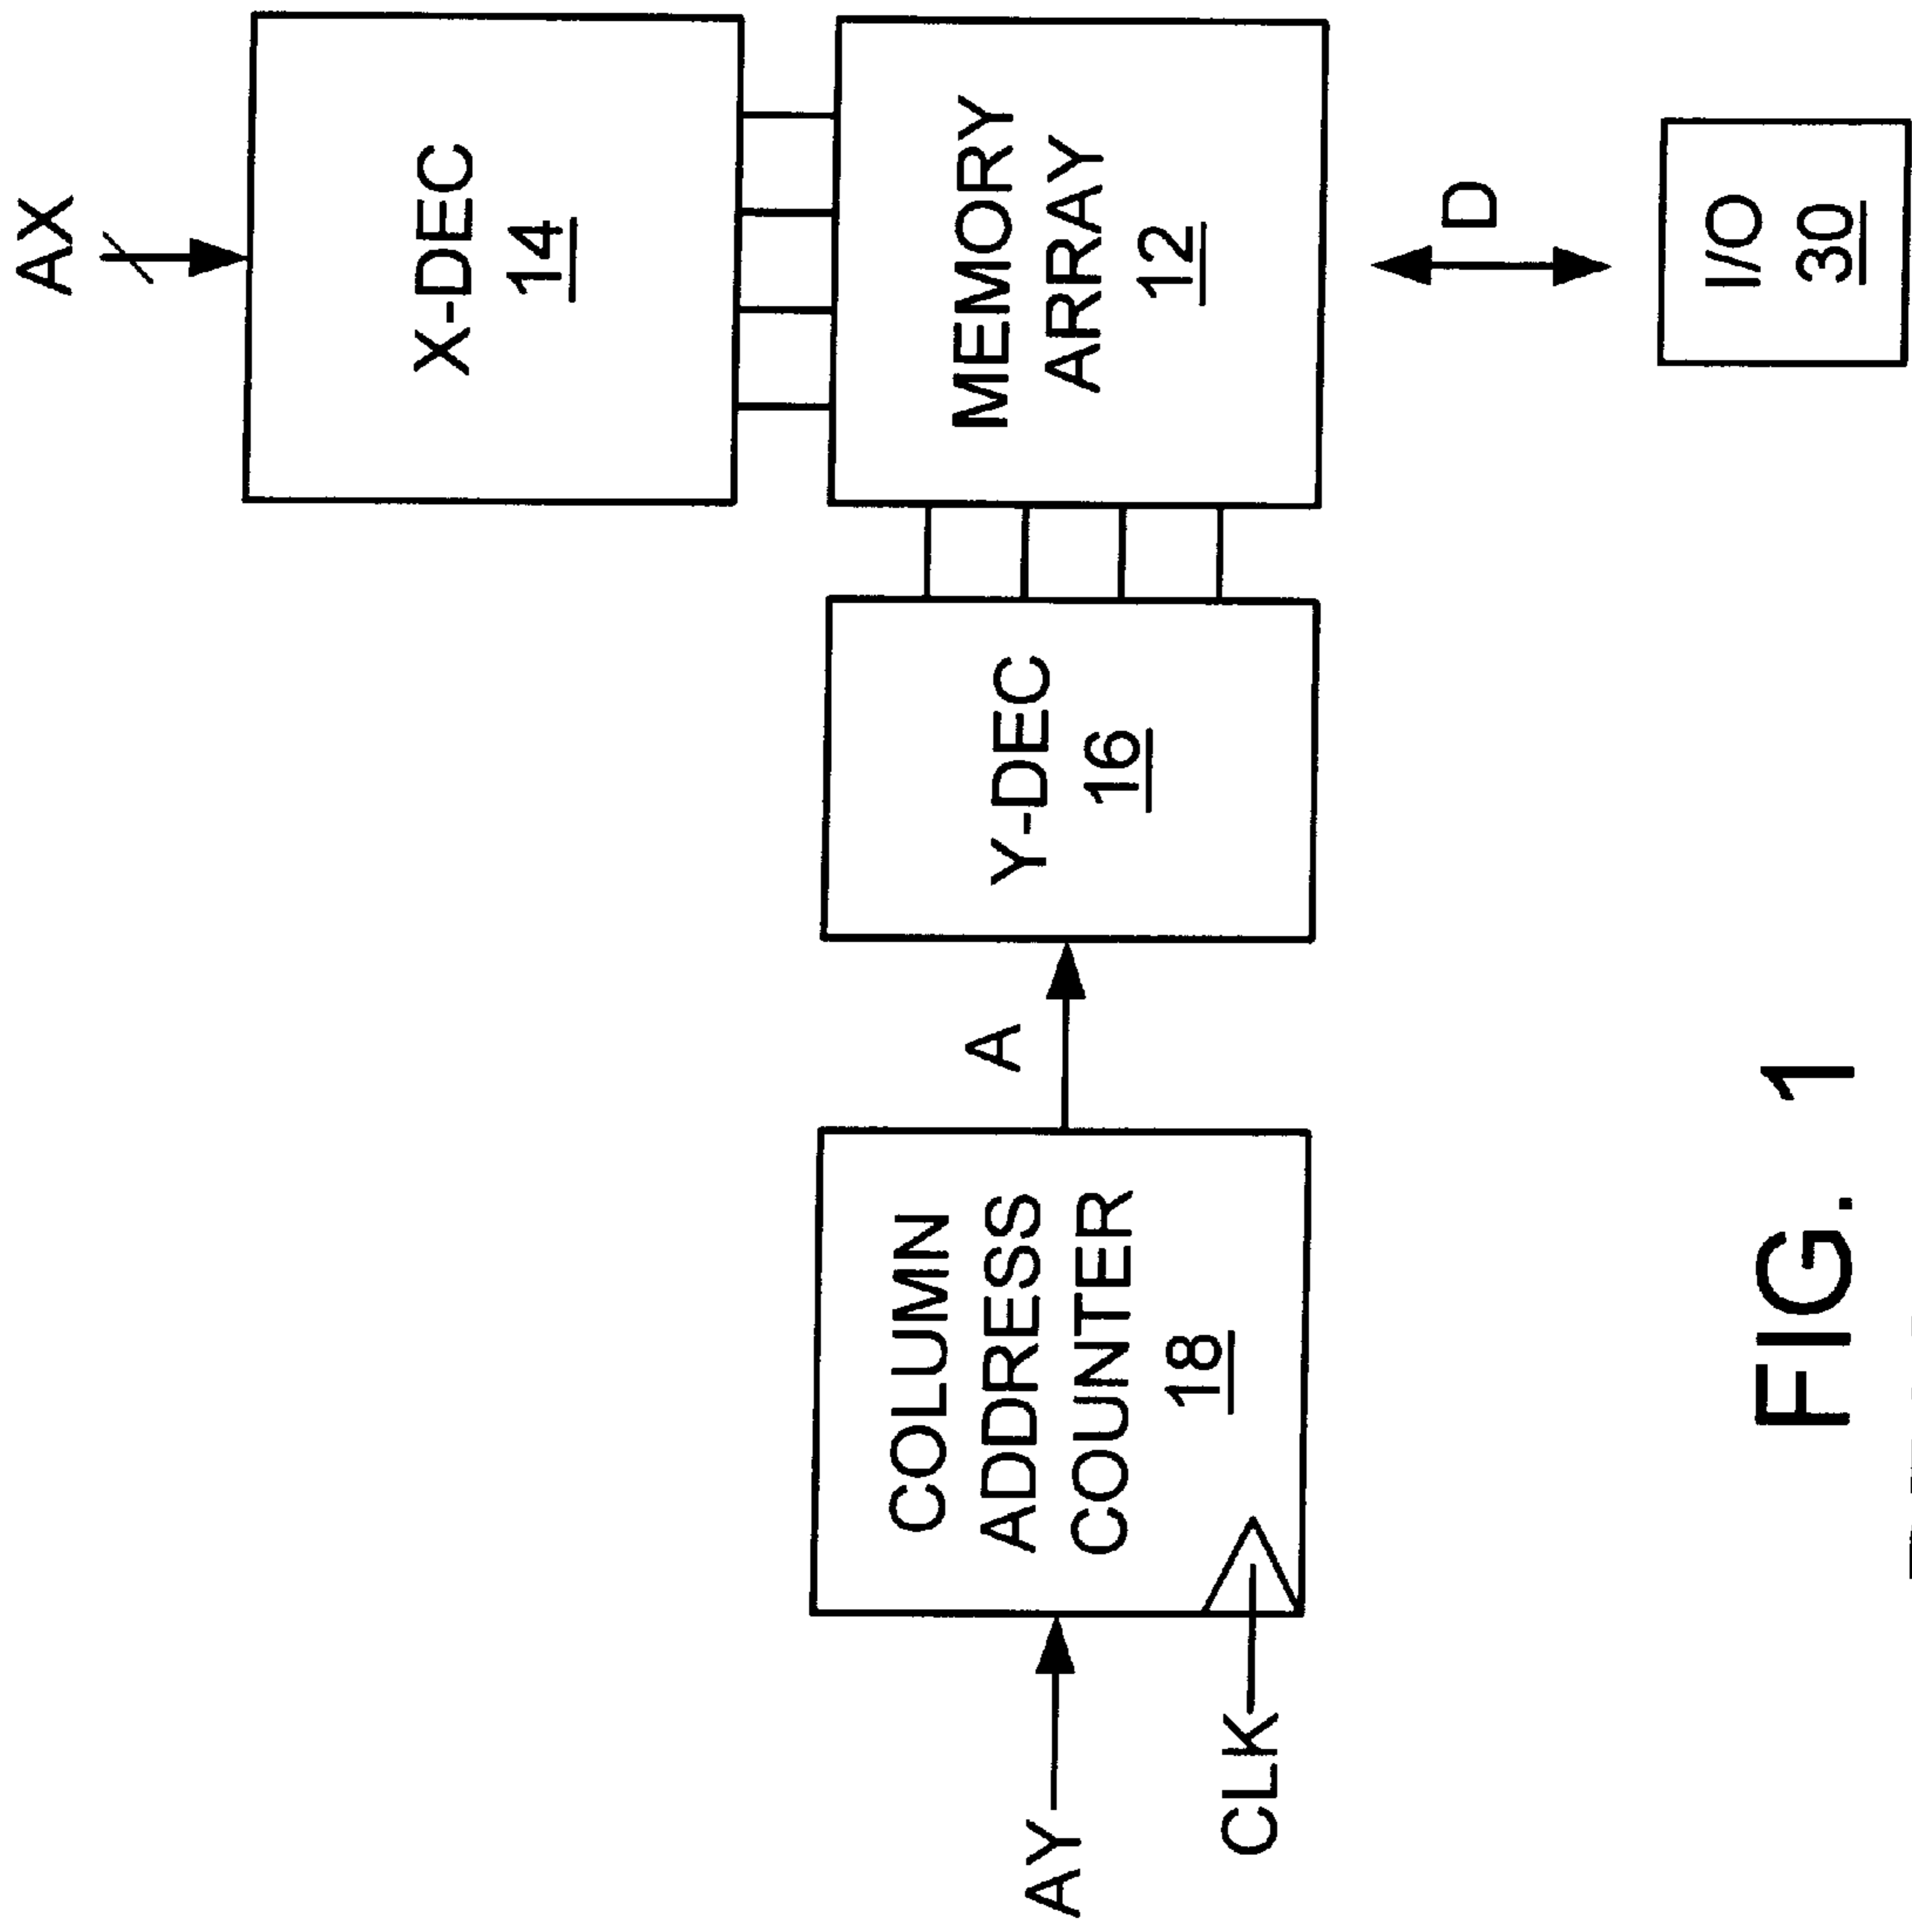 AX
X-DEC
14
MEMORY
ARRAY
12
Y-DEC
16
A
COLUMN
ADDRESS
COUNTER
18
AY
CLK
D
I/O
30
FIG. 1